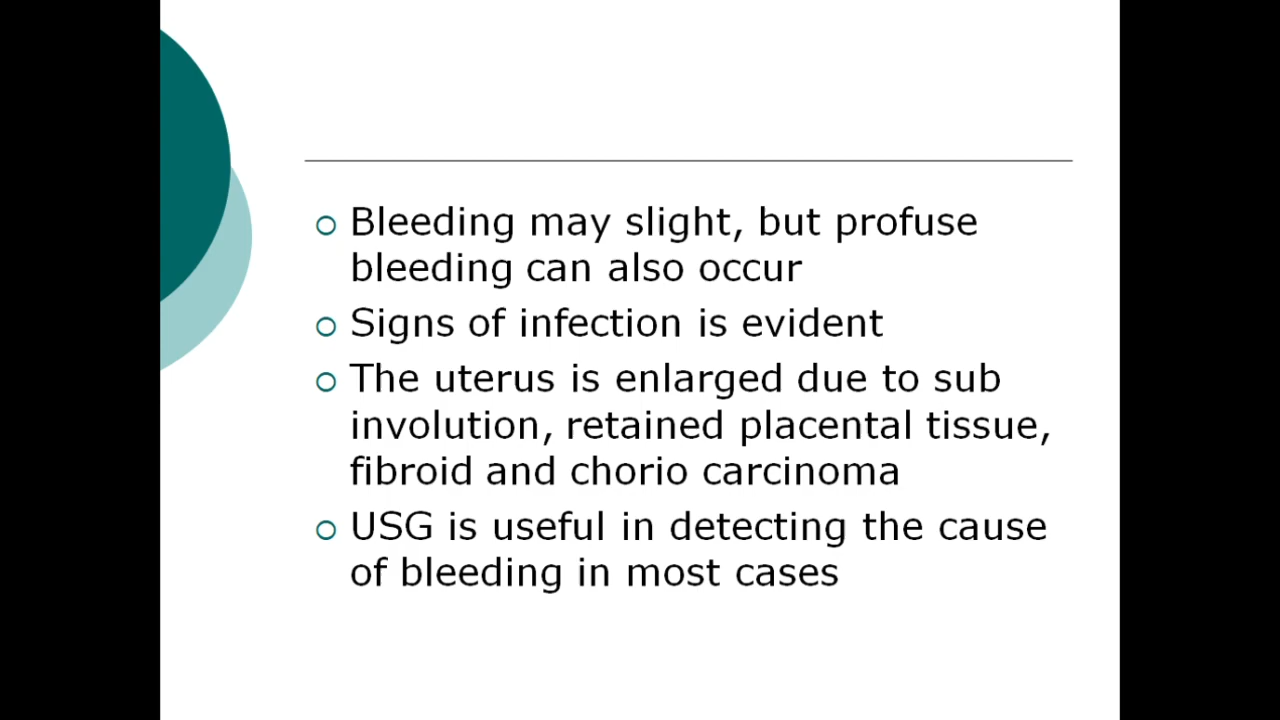 Bleeding may slight, but profuse
bleeding can also occur
Signs of infection is evident
The uterus is enlarged due to sub
involution, retained placental tissue,
fibroid and chorio carcinoma
USG is useful in detecting the cause
of bleeding in most cases